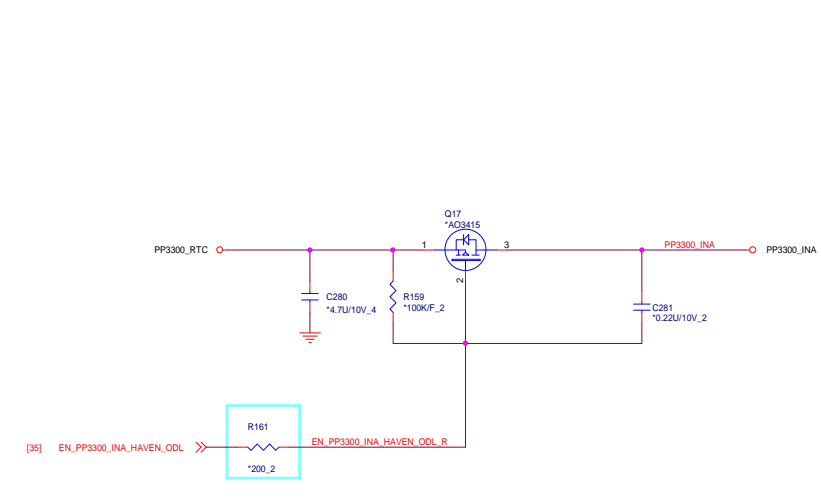 Q17
*AO3415
PP3300_RTC
1
3
PP3300_INA
PP3300_INA
2
C280
*4.7U/10V_4
R159
*100K/F_2
C281
*0.22U/10V_2
R161
[35]
EN_PP3300_INA_HAVEN_ODL
EN_PP3300_INA_HAVEN_ODL_R
*200_2